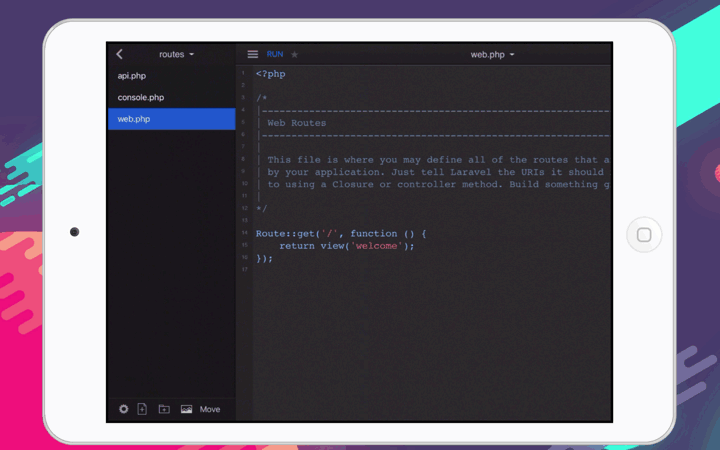 routes
RUN
web.php
api.php
console.php
web.php
1 <?php
2
3 /*
4 |-------------------------------------------------------
5 | Web Routes
6 |-------------------------------------------------------
7 |
8 | This file is where you may define all of the routes that a
9 | by your application. Just tell Laravel the URIs it should
10 | to using a Closure or controller method. Build something g
11 |
12 */
13
14 Route::get('/', function () {
15     return view('welcome');
16 });
17
Move